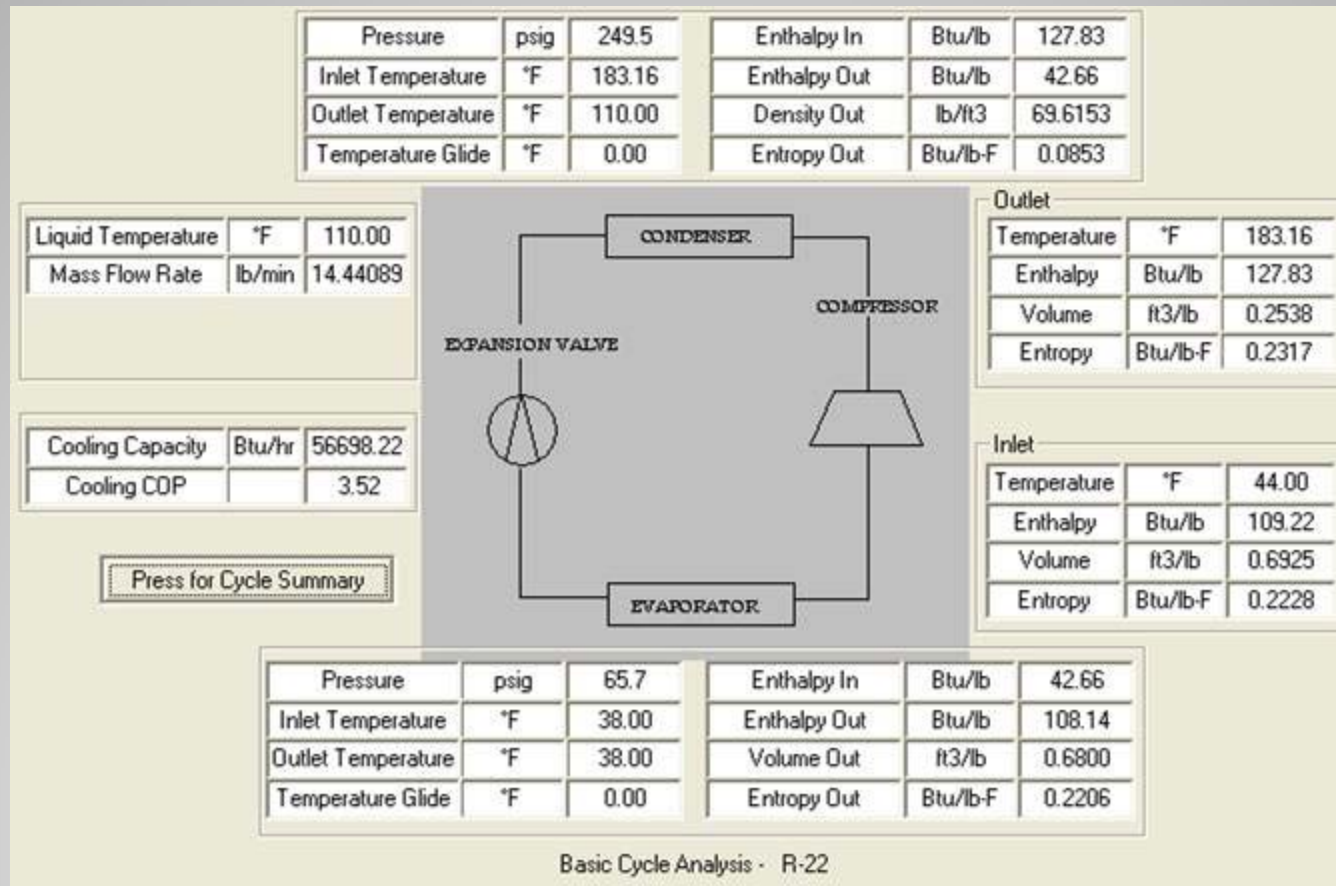 Pressure psig 249.5 Enthalpy In Btu/lb 127.83
Inlet Temperature °F 183.16 Enthalpy Out Btu/lb 42.66
Outlet Temperature °F 110.00 Density Out lb/ft3 69.6153
Temperature Glide °F 0.00 Entropy Out Btu/lb-F 0.0853
Liquid Temperature °F 110.00
Mass Flow Rate lb/min 14.44089
CONDENSER
COMPRESSOR
EXPANSION VALVE
Outlet
Temperature °F 183.16
Enthalpy Btu/lb 127.83
Volume ft3/lb 0.2538
Entropy Btu/lb-F 0.2317
Cooling Capacity Btu/hr 56698.22
Cooling COP 3.52
Press for Cycle Summary
Inlet
Temperature °F 44.00
Enthalpy Btu/lb 109.22
Volume ft3/lb 0.6925
Entropy Btu/lb-F 0.2228
EVAPORATOR
Pressure psig 65.7 Enthalpy In Btu/lb 42.66
Inlet Temperature °F 38.00 Enthalpy Out Btu/lb 108.14
Outlet Temperature °F 38.00 Volume Out ft3/lb 0.6800
Temperature Glide °F 0.00 Entropy Out Btu/lb-F 0.2206
Basic Cycle Analysis - R-22